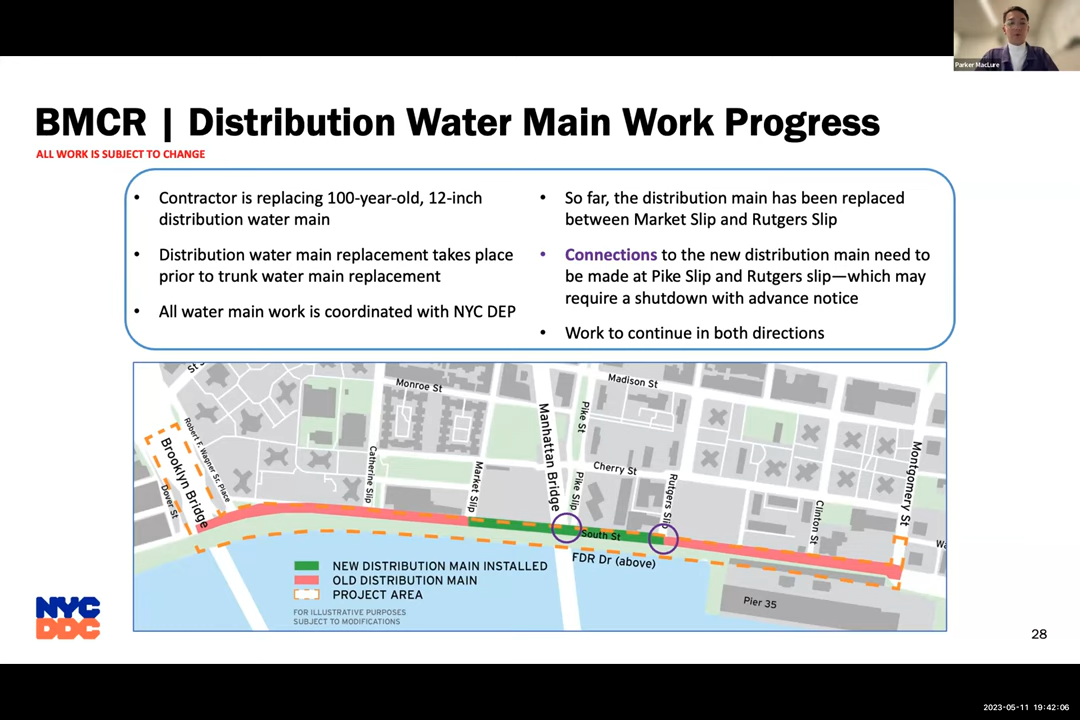 Parker MacLure
BMCR | Distribution Water Main Work Progress
ALL WORK IS SUBJECT TO CHANGE
• Contractor is replacing 100-year-old, 12-inch
distribution water main
• Distribution water main replacement takes place
prior to trunk water main replacement
• All water main work is coordinated with NYC DEP
• So far, the distribution main has been replaced
between Market Slip and Rutgers Slip
• Connections to the new distribution main need to
be made at Pike Slip and Rutgers slip—which may
require a shutdown with advance notice
• Work to continue in both directions
St
Monroe St
Madison St
Pike St
Manhattan Bridge
Robert F. Wagner Sr. Place
Brooklyn Bridge
Dover St
Catherine Slip
Market Slip
Cherry St
Pike Slip
Rutgers Slip
Clinton St
Montgomery St
Wa
South St
FDR Dr (above)
Pier 35
NEW DISTRIBUTION MAIN INSTALLED
OLD DISTRIBUTION MAIN
PROJECT AREA
FOR ILLUSTRATIVE PURPOSES
SUBJECT TO MODIFICATIONS
NYC
DDC
28
2023-05-11 19:42:06